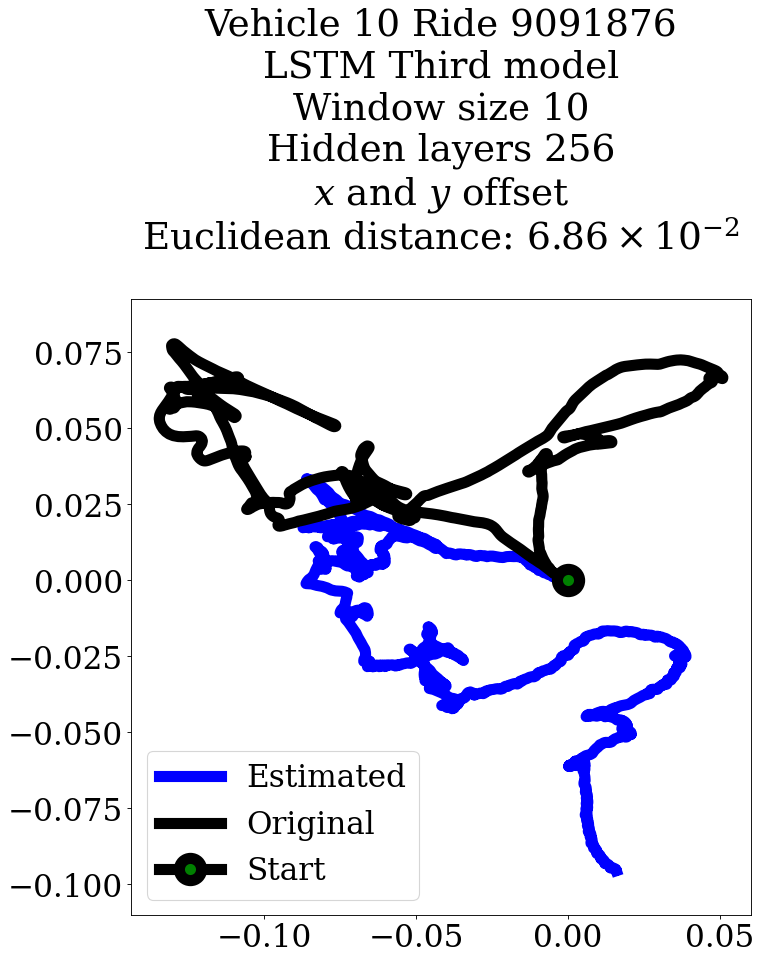 Vehicle 10 Ride 9091876
LSTM Third model
Window size 10
Hidden layers 256
x and y offset
Euclidean distance: 6.86 × 10⁻²
0.075
0.050
0.025
0.000
−0.025
−0.050
−0.075
−0.100
Estimated
Original
Start
−0.10 −0.05 0.00 0.05